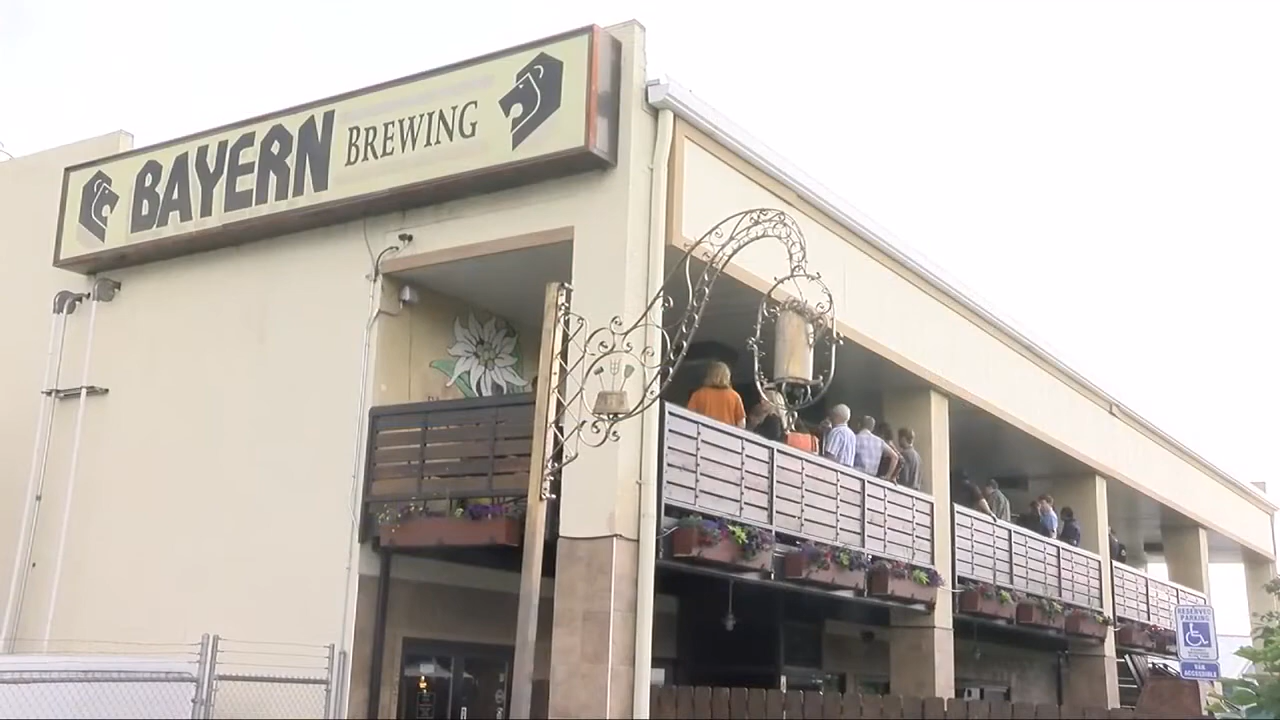 BAYERN BREWING
RESERVED
PARKING
VAN
ACCESSIBLE